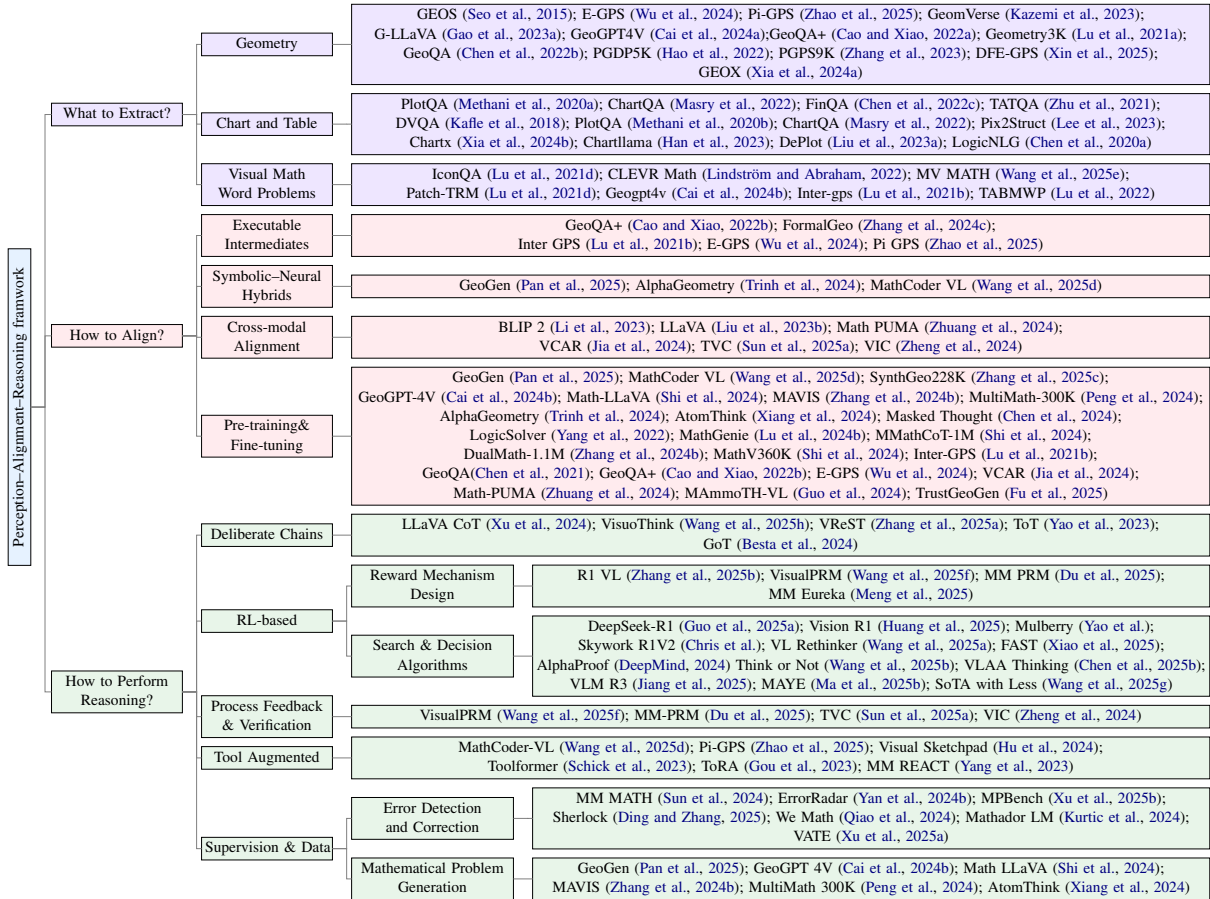 Perception–Alignment–Reasoning framwork
What to Extract?
Geometry
GEOS (Seo et al., 2015); E-GPS (Wu et al., 2024); Pi-GPS (Zhao et al., 2025); GeomVerse (Kazemi et al., 2023);
G-LLaVA (Gao et al., 2023a); GeoGPT4V (Cai et al., 2024a);GeoQA+ (Cao and Xiao, 2022a); Geometry3K (Lu et al., 2021a);
GeoQA (Chen et al., 2022b); PGDP5K (Hao et al., 2022); PGPS9K (Zhang et al., 2023); DFE-GPS (Xin et al., 2025);
GEOX (Xia et al., 2024a)
Chart and Table
PlotQA (Methani et al., 2020a); ChartQA (Masry et al., 2022); FinQA (Chen et al., 2022c); TATQA (Zhu et al., 2021);
DVQA (Kafle et al., 2018); PlotQA (Methani et al., 2020b); ChartQA (Masry et al., 2022); Pix2Struct (Lee et al., 2023);
Chartx (Xia et al., 2024b); Chartllama (Han et al., 2023); DePlot (Liu et al., 2023a); LogicNLG (Chen et al., 2020a)
Visual Math
Word Problems
IconQA (Lu et al., 2021d); CLEVR Math (Lindström and Abraham, 2022); MV MATH (Wang et al., 2025e);
Patch-TRM (Lu et al., 2021d); Geogpt4v (Cai et al., 2024b); Inter-gps (Lu et al., 2021b); TABMWP (Lu et al., 2022)
How to Align?
Executable
Intermediates
GeoQA+ (Cao and Xiao, 2022b); FormalGeo (Zhang et al., 2024c);
Inter GPS (Lu et al., 2021b); E-GPS (Wu et al., 2024); Pi GPS (Zhao et al., 2025)
Symbolic–Neural
Hybrids
GeoGen (Pan et al., 2025); AlphaGeometry (Trinh et al., 2024); MathCoder VL (Wang et al., 2025d)
Cross-modal
Alignment
BLIP 2 (Li et al., 2023); LLaVA (Liu et al., 2023b); Math PUMA (Zhuang et al., 2024);
VCAR (Jia et al., 2024); TVC (Sun et al., 2025a); VIC (Zheng et al., 2024)
Pre-training&
Fine-tuning
GeoGen (Pan et al., 2025); MathCoder VL (Wang et al., 2025d); SynthGeo228K (Zhang et al., 2025c);
GeoGPT-4V (Cai et al., 2024b); Math-LLaVA (Shi et al., 2024); MAVIS (Zhang et al., 2024b); MultiMath-300K (Peng et al., 2024);
AlphaGeometry (Trinh et al., 2024); AtomThink (Xiang et al., 2024); Masked Thought (Chen et al., 2024);
LogicSolver (Yang et al., 2022); MathGenie (Lu et al., 2024b); MMathCoT-1M (Shi et al., 2024);
DualMath-1.1M (Zhang et al., 2024b); MathV360K (Shi et al., 2024); Inter-GPS (Lu et al., 2021b);
GeoQA(Chen et al., 2021); GeoQA+ (Cao and Xiao, 2022b); E-GPS (Wu et al., 2024); VCAR (Jia et al., 2024);
Math-PUMA (Zhuang et al., 2024); MAmmoTH-VL (Guo et al., 2024); TrustGeoGen (Fu et al., 2025)
How to Perform
Reasoning?
Deliberate Chains
LLaVA CoT (Xu et al., 2024); VisuoThink (Wang et al., 2025h); VReST (Zhang et al., 2025a); ToT (Yao et al., 2023);
GoT (Besta et al., 2024)
RL-based
Reward Mechanism
Design
R1 VL (Zhang et al., 2025b); VisualPRM (Wang et al., 2025f); MM PRM (Du et al., 2025);
MM Eureka (Meng et al., 2025)
Search & Decision
Algorithms
DeepSeek-R1 (Guo et al., 2025a); Vision R1 (Huang et al., 2025); Mulberry (Yao et al.);
Skywork R1V2 (Chris et al.); VL Rethinker (Wang et al., 2025a); FAST (Xiao et al., 2025);
AlphaProof (DeepMind, 2024) Think or Not (Wang et al., 2025b); VLAA Thinking (Chen et al., 2025b);
VLM R3 (Jiang et al., 2025); MAYE (Ma et al., 2025b); SoTA with Less (Wang et al., 2025g)
Process Feedback
& Verification
VisualPRM (Wang et al., 2025f); MM-PRM (Du et al., 2025); TVC (Sun et al., 2025a); VIC (Zheng et al., 2024)
Tool Augmented
MathCoder-VL (Wang et al., 2025d); Pi-GPS (Zhao et al., 2025); Visual Sketchpad (Hu et al., 2024);
Toolformer (Schick et al., 2023); ToRA (Gou et al., 2023); MM REACT (Yang et al., 2023)
Supervision & Data
Error Detection
and Correction
MM MATH (Sun et al., 2024); ErrorRadar (Yan et al., 2024b); MPBench (Xu et al., 2025b);
Sherlock (Ding and Zhang, 2025); We Math (Qiao et al., 2024); Mathador LM (Kurtic et al., 2024);
VATE (Xu et al., 2025a)
Mathematical Problem
Generation
GeoGen (Pan et al., 2025); GeoGPT 4V (Cai et al., 2024b); Math LLaVA (Shi et al., 2024);
MAVIS (Zhang et al., 2024b); MultiMath 300K (Peng et al., 2024); AtomThink (Xiang et al., 2024)